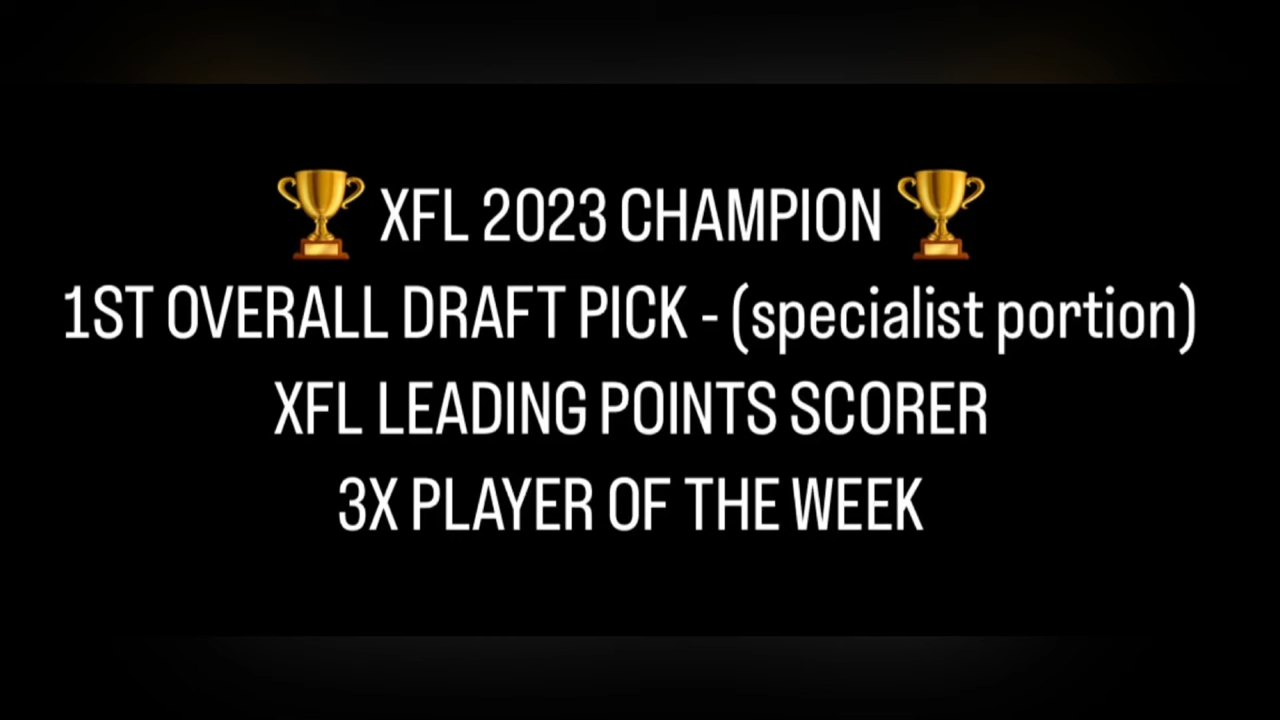 🏆 XFL 2023 CHAMPION 🏆
1ST OVERALL DRAFT PICK - (specialist portion)
XFL LEADING POINTS SCORER
3X PLAYER OF THE WEEK